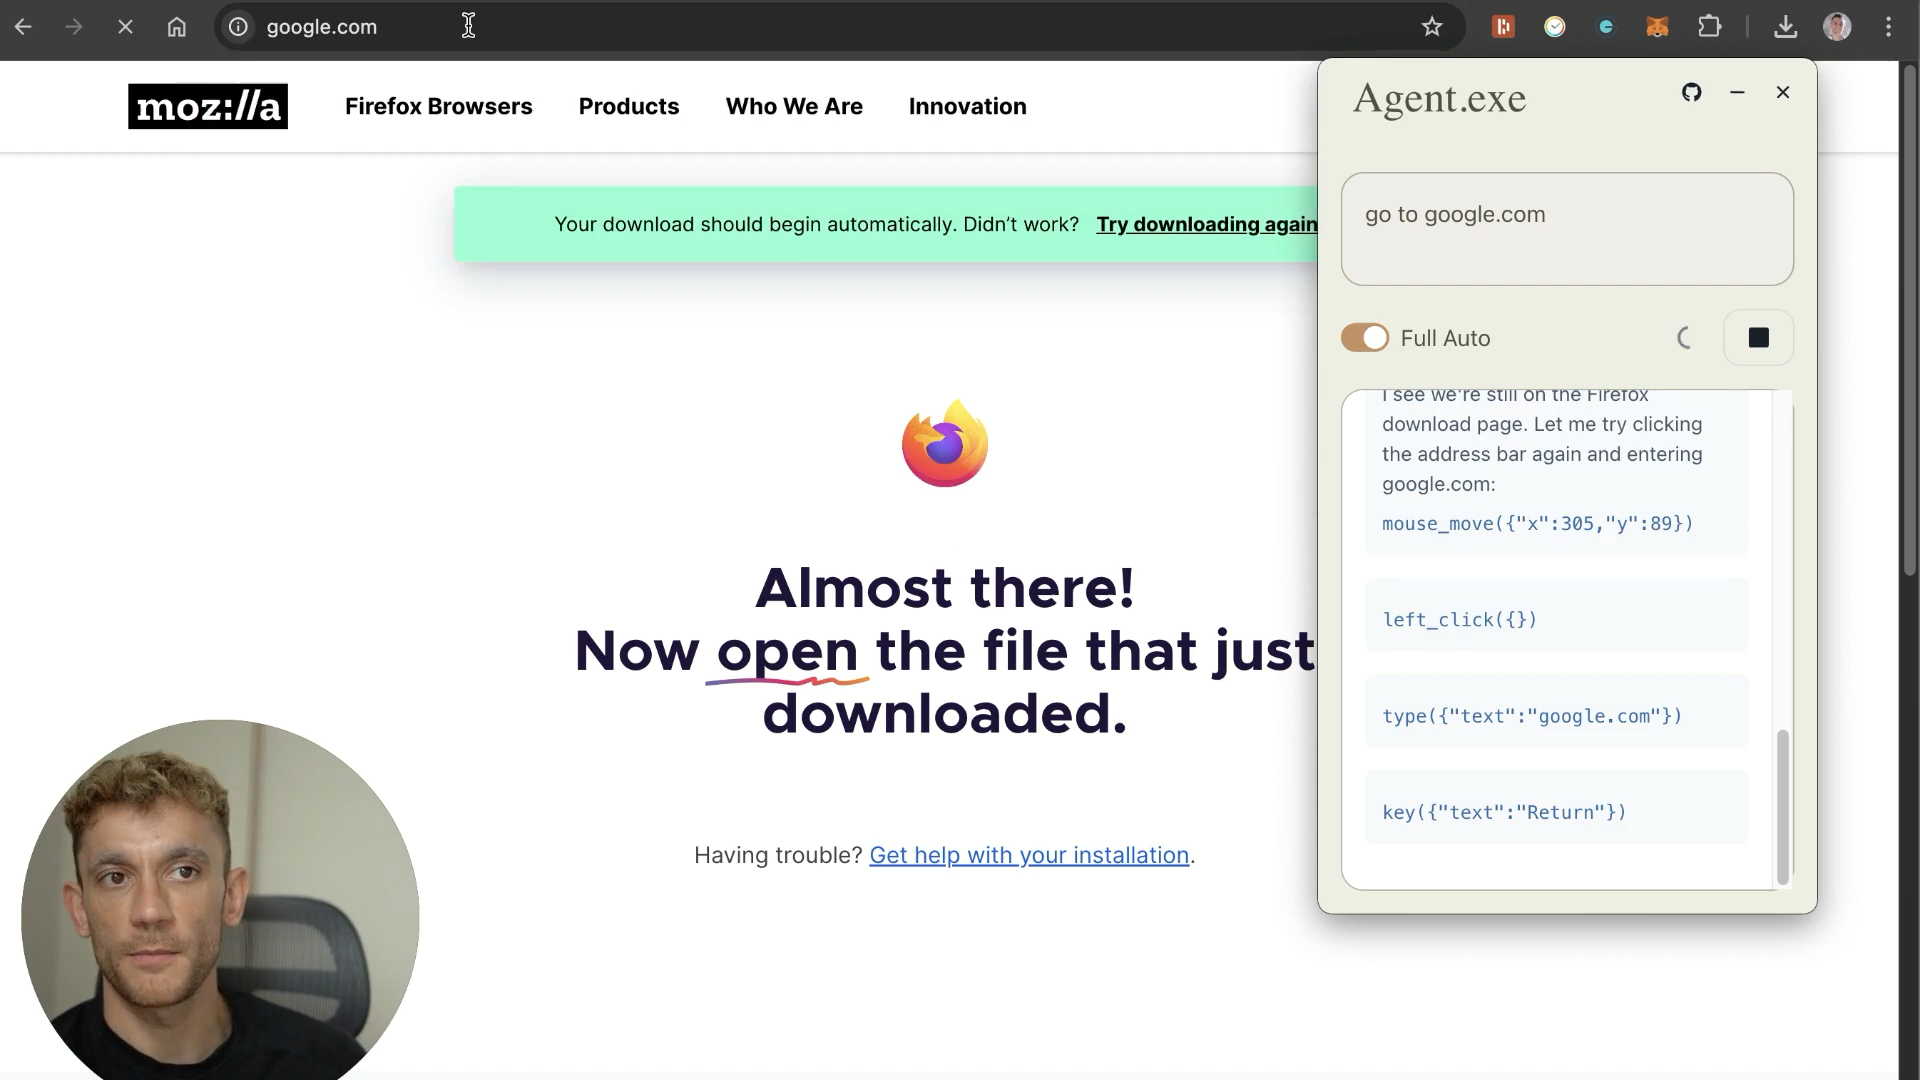 google.com
moz://a
Firefox Browsers
Products
Who We Are
Innovation
Your download should begin automatically. Didn’t work? Try downloading again
Almost there!
Now open the file that just
downloaded.
Having trouble? Get help with your installation.
Agent.exe
go to google.com
Full Auto
I see we're still on the Firefox
download page. Let me try clicking
the address bar again and entering
google.com:
mouse_move({"x":305,"y":89})
left_click({})
type({"text":"google.com"})
key({"text":"Return"})